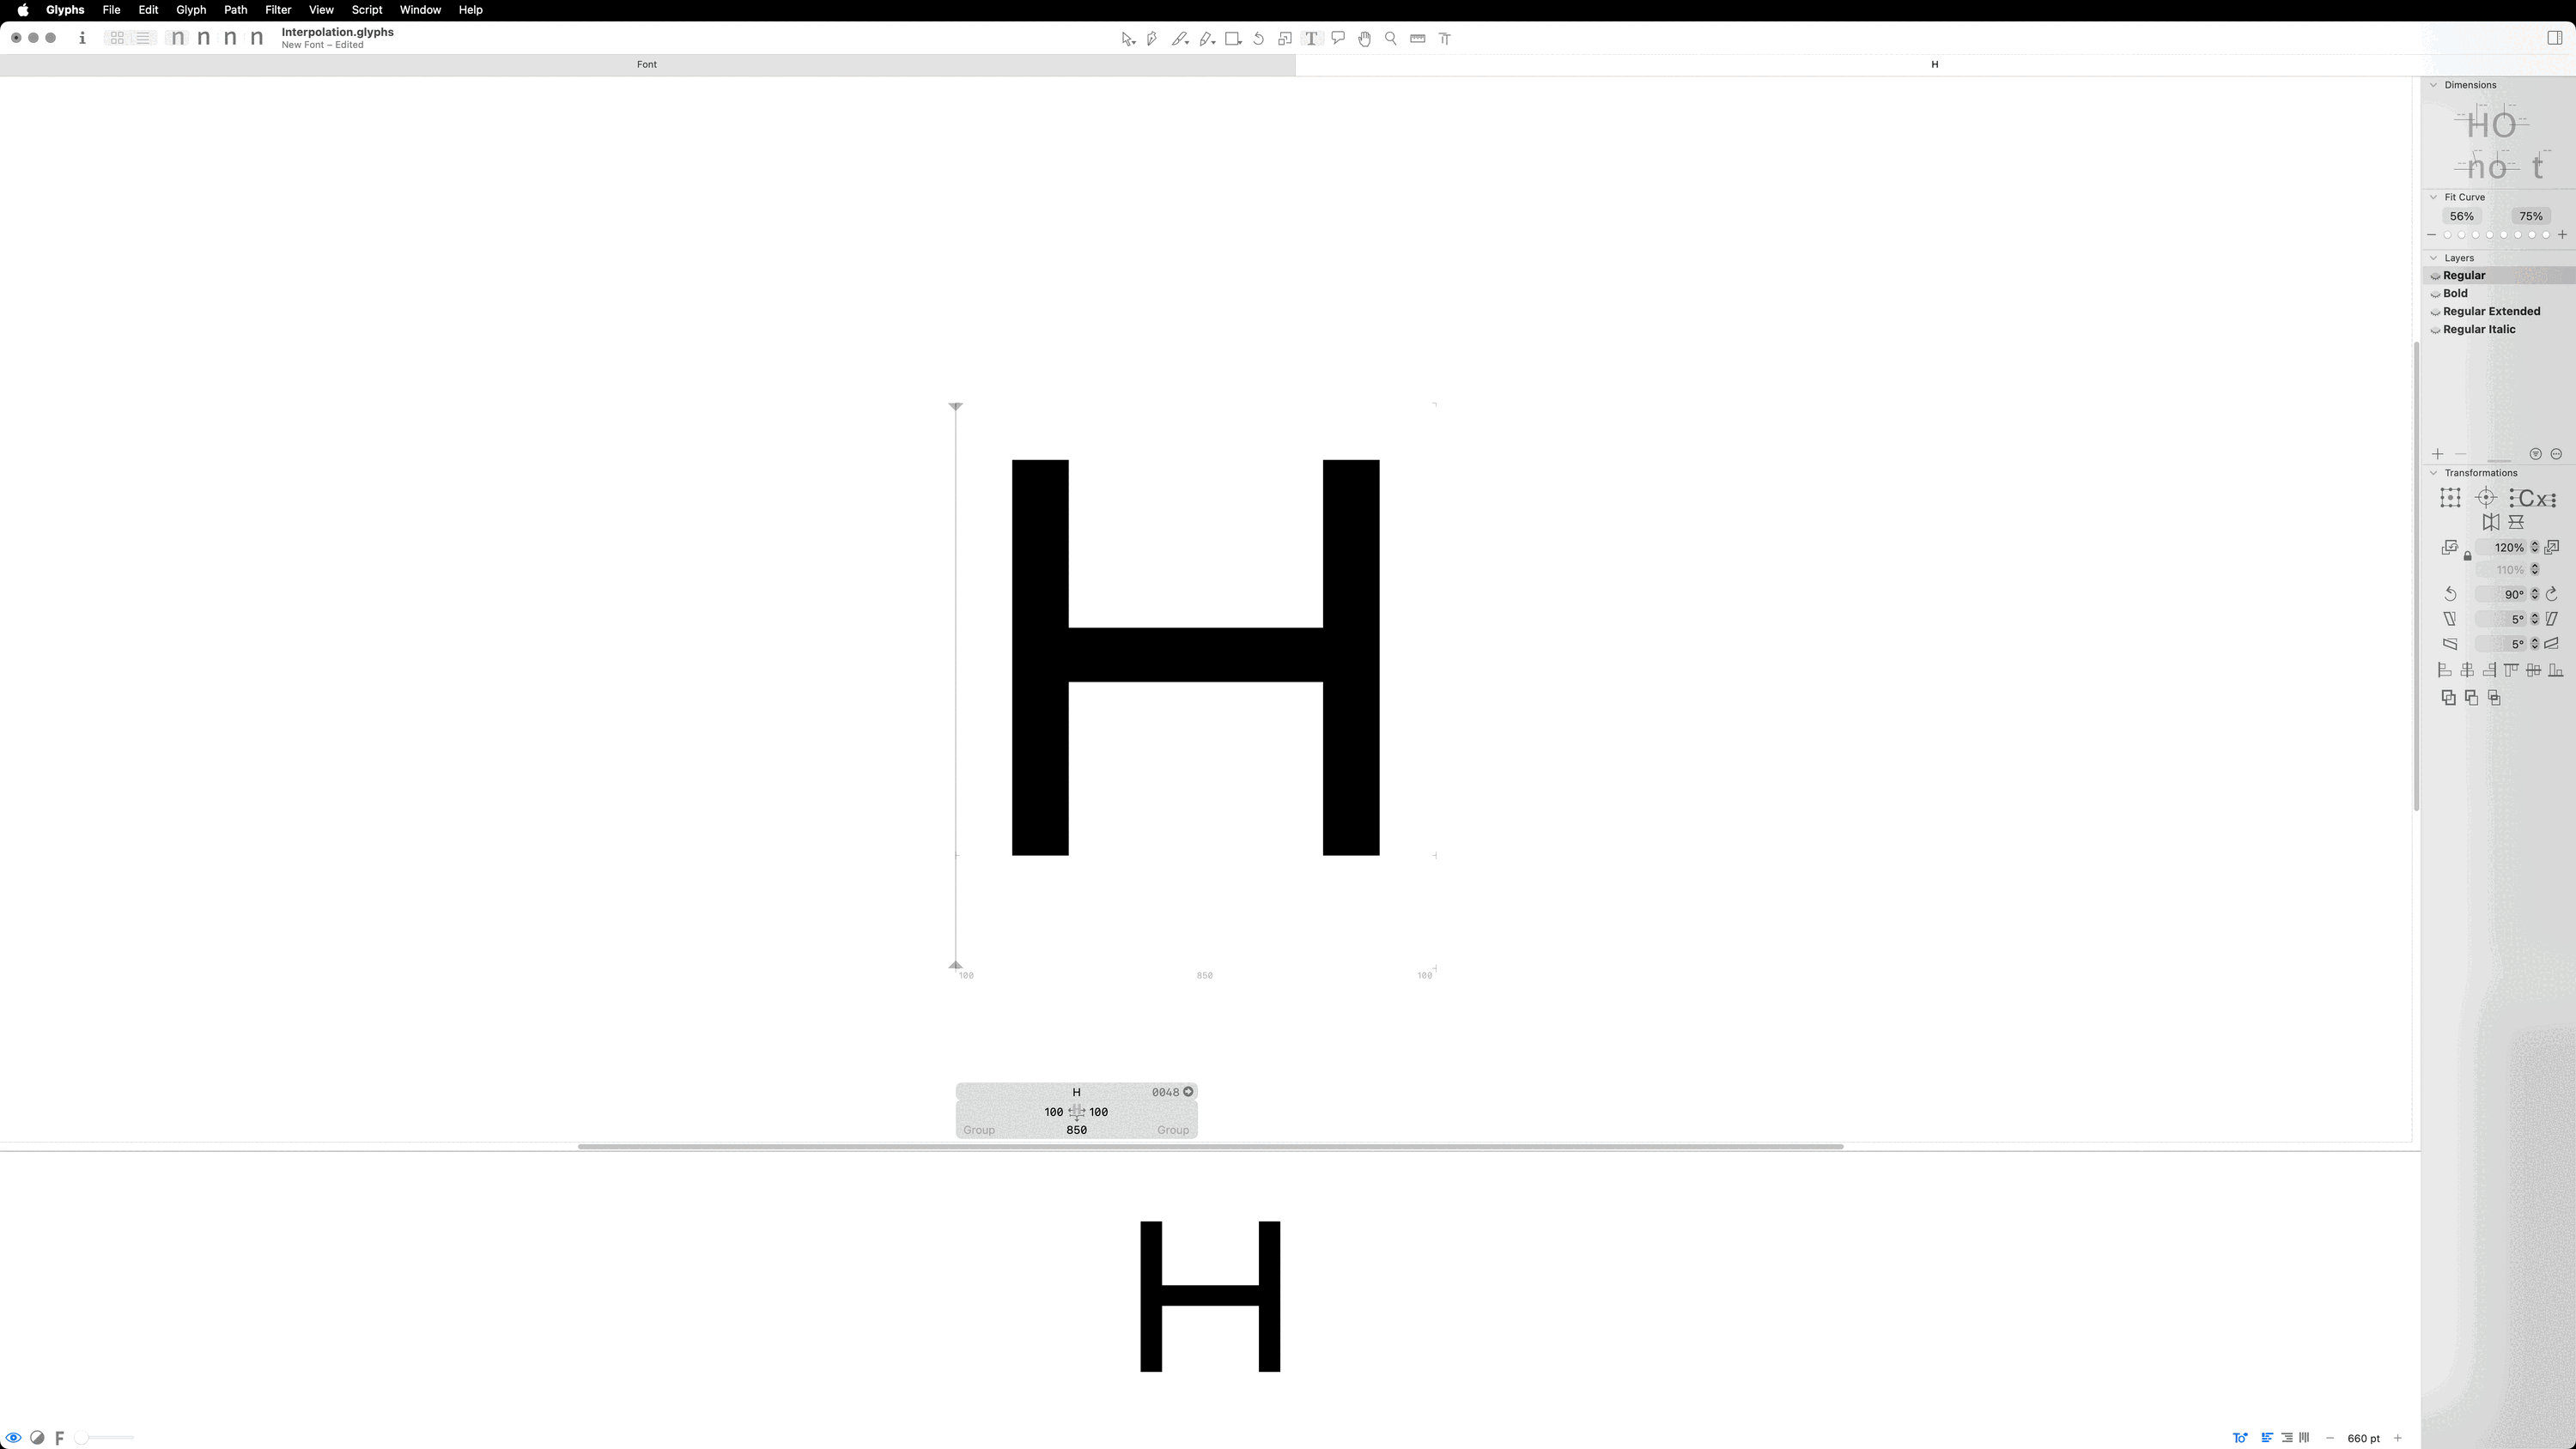 Glyphs File Edit Glyph Path Filter View Script Window Help
n n n n Interpolation.glyphs
New Font – Edited
Font H
Dimensions
HO
no t
Fit Curve
56% 75%
Layers
Regular
Bold
Regular Extended
Regular Italic
Transformations
Cx
120%
110%
90°
5°
5°
H
100 850 100
H 0048
100 100
Group 850 Group
H
F To 660 pt